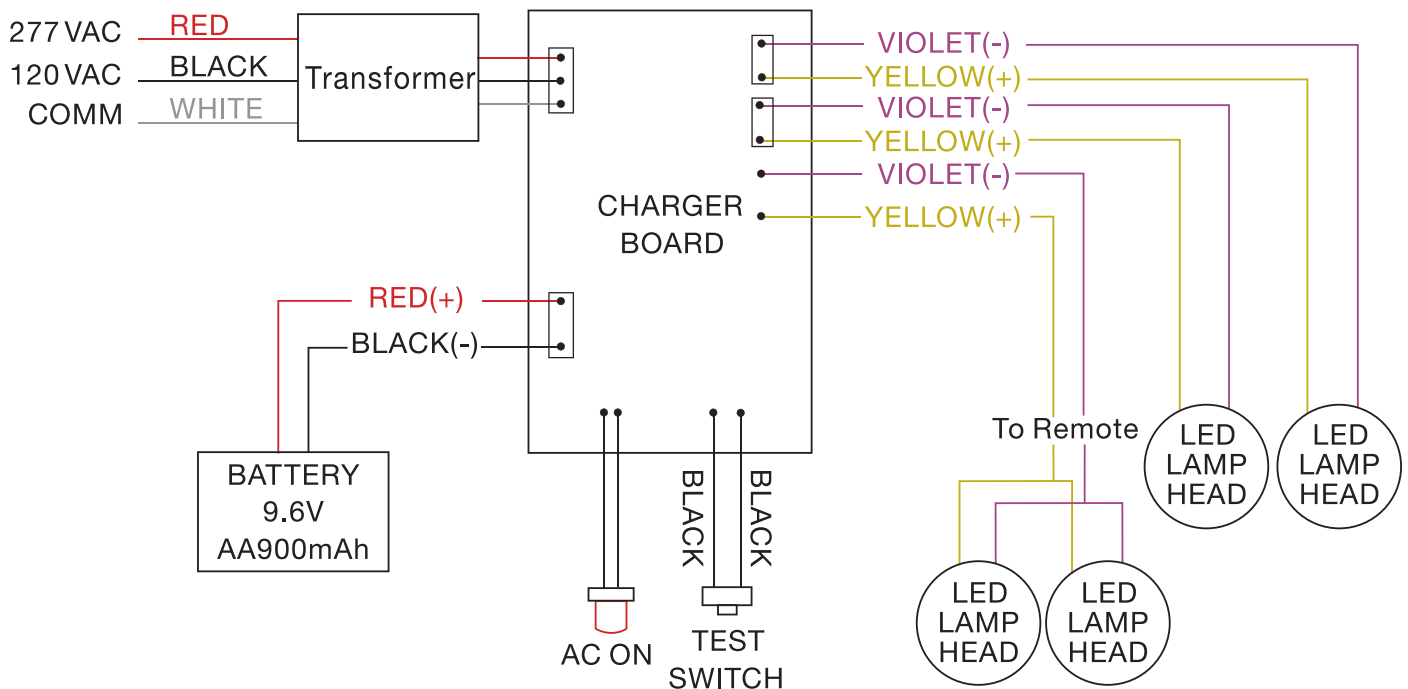 277 VAC
RED
120 VAC
BLACK
COMM
WHITE
Transformer
CHARGER
BOARD
VIOLET(-)
YELLOW(+)
VIOLET(-)
YELLOW(+)
VIOLET(-)
YELLOW(+)
RED(+)
BLACK(-)
BATTERY
9.6V
AA900mAh
BLACK
BLACK
AC ON
TEST
SWITCH
To Remote
LED
LAMP
HEAD
LED
LAMP
HEAD
LED
LAMP
HEAD
LED
LAMP
HEAD